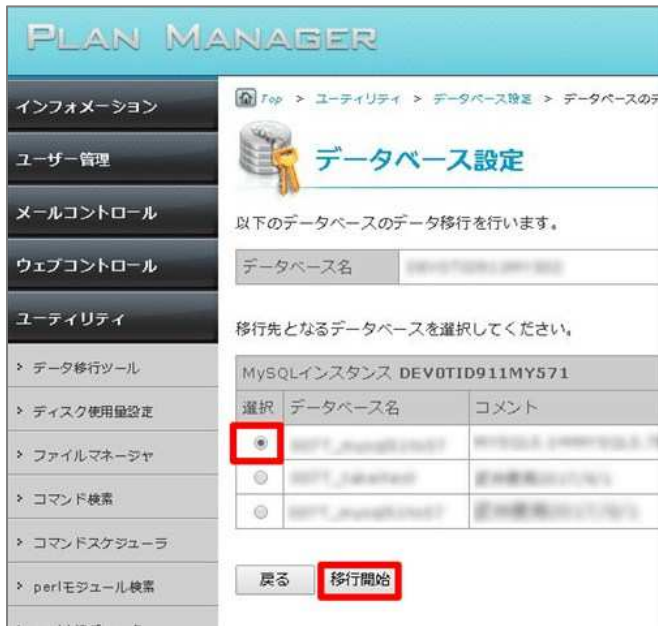 PLAN MANAGER
インフォメーション
ユーザー管理
メールコントロール
ウェブコントロール
ユーティリティ
› データ移行ツール
› ディスク使用量設定
› ファイルマネージャ
› コマンド検索
› コマンドスケジューラ
› perlモジュール検索
Top > ユーティリティ > データベース設定 > データベースのデ
データベース設定
以下のデータベースのデータ移行を行います。
データベース名
移行先となるデータベースを選択してください。
MySQLインスタンス DEV0TID911MY571
選択 データベース名 コメント
戻る 移行開始